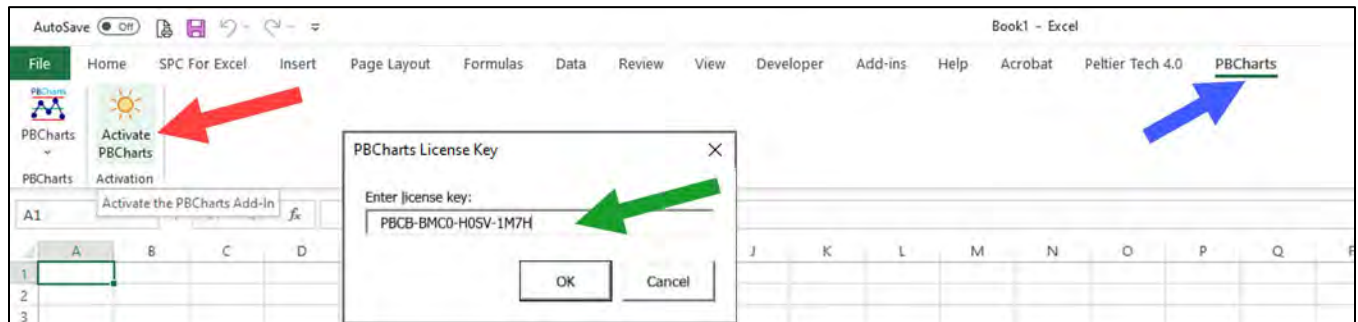 AutoSave Off Book1 - Excel
File Home SPC For Excel Insert Page Layout Formulas Data Review View Developer Add-ins Help Acrobat Peltier Tech 4.0 PBCharts
PBCharts
PBCharts Activate
PBCharts
PBCharts Activation
Activate the PBCharts Add-In
A1 fx
PBCharts License Key
Enter license key:
PBCB-BMC0-H0SV-1M7H
OK Cancel
A B C D J K L M N O P Q
1
2
3